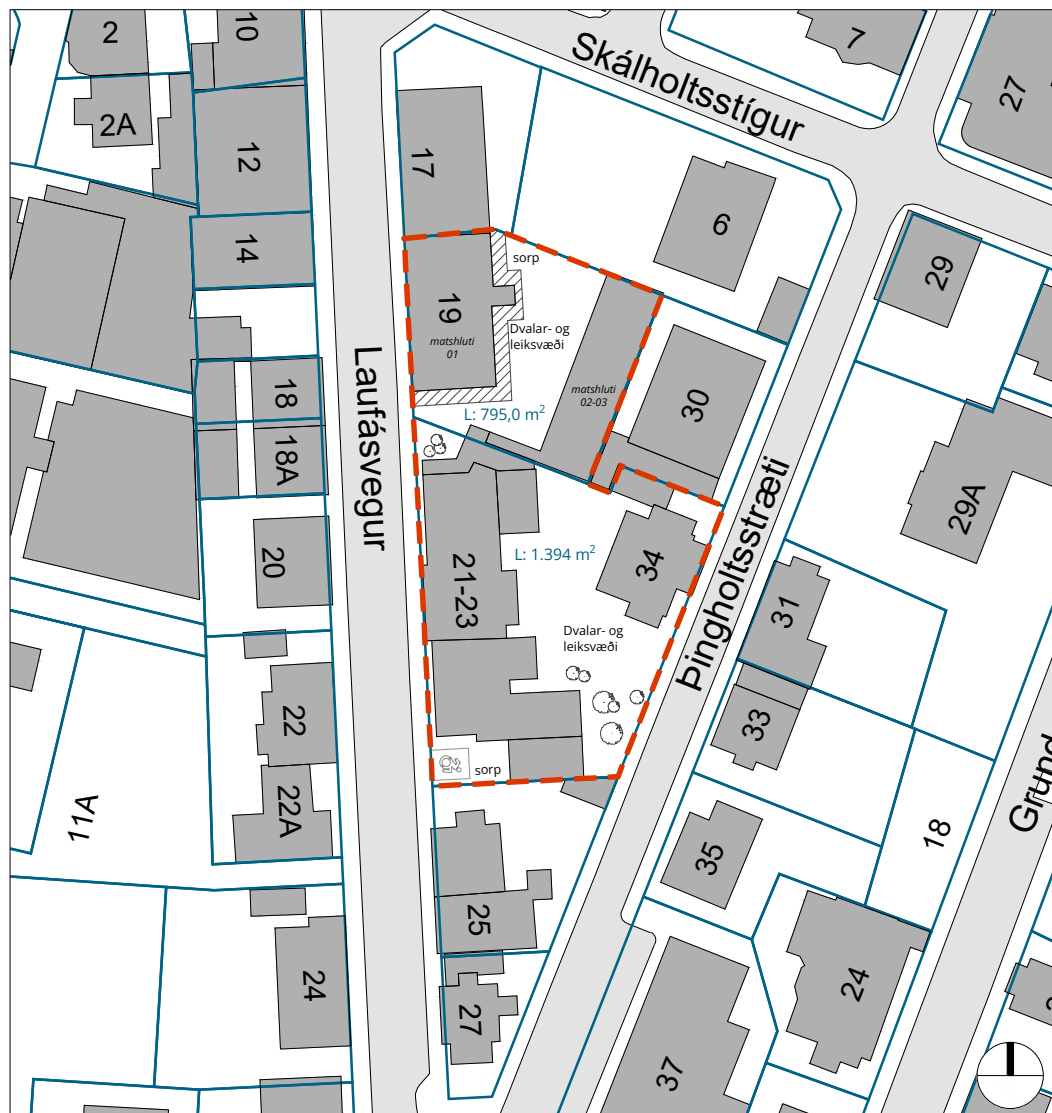 2
10
7
27
Skálholtsstígur
2A
12
17
6
14
sorp
29
19
matshluti
01
Dvalar- og
leiksvæði
Laufásvegur
18
matshluti
02-03
30
L: 795,0 m²
18A
Þingholtsstræti
29A
20
21-23
L: 1.394 m²
34
31
Dvalar- og
leiksvæði
22
33
sorp
Grund
11A
22A
18
35
25
24
24
27
37